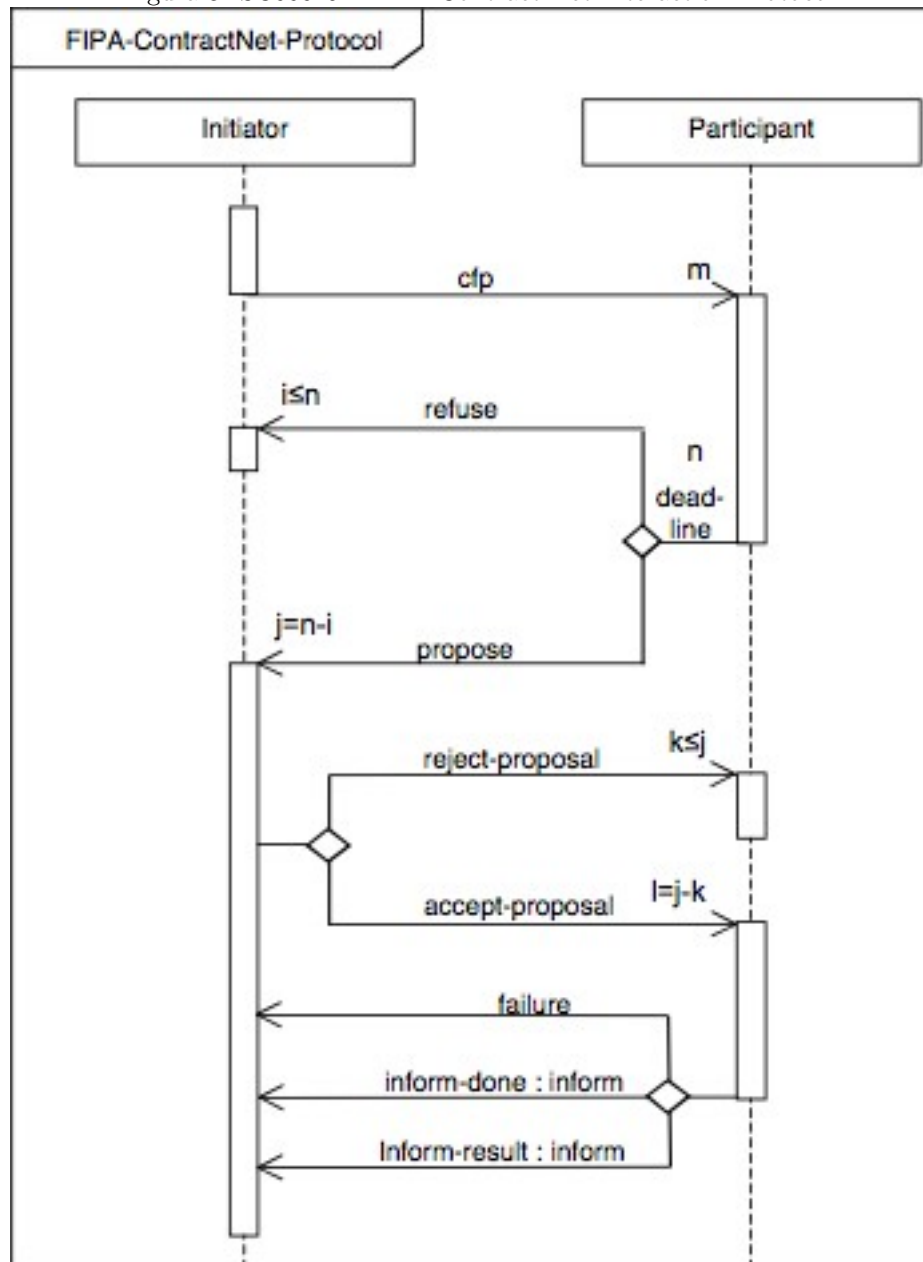 FIPA-ContractNet-Protocol
Initiator
Participant
cfp
m
i≤n
refuse
n
dead-
line
j=n-i
propose
reject-proposal
k≤j
accept-proposal
l=j-k
failure
inform-done : inform
Inform-result : inform